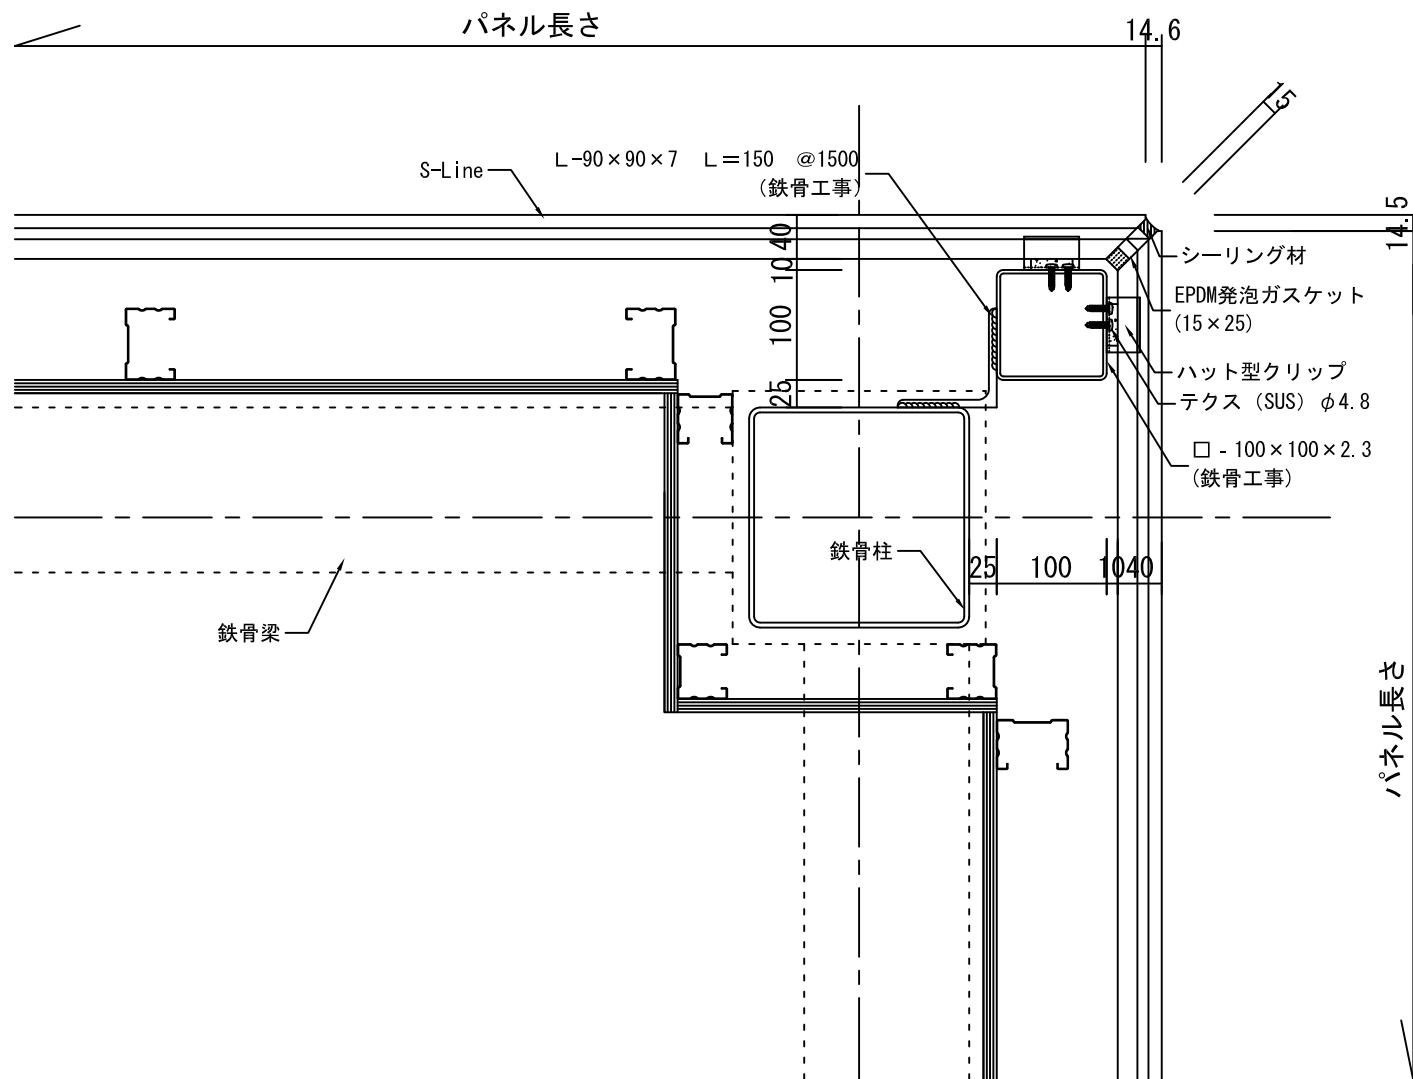 パネル長さ
14.6
15
L-90×90×7 L=150 @1500
(鉄骨工事)
S-Line
14.5
40
10
100
25
シーリング材
EPDM発泡ガスケット
(15×25)
ハット型クリップ
テクス (SUS) φ4.8
□ - 100×100×2.3
(鉄骨工事)
鉄骨柱
25
100
10
40
鉄骨梁
パネル長さ